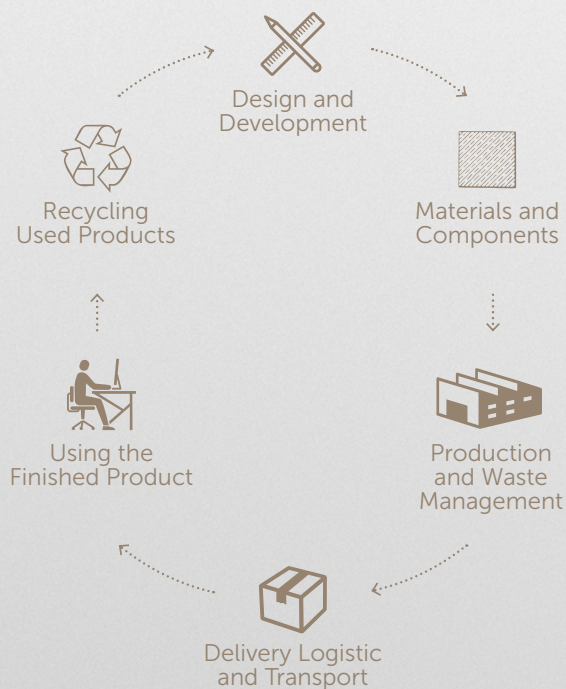 Design and
Development
Materials and
Components
Production
and Waste
Management
Delivery Logistic
and Transport
Using the
Finished Product
Recycling
Used Products